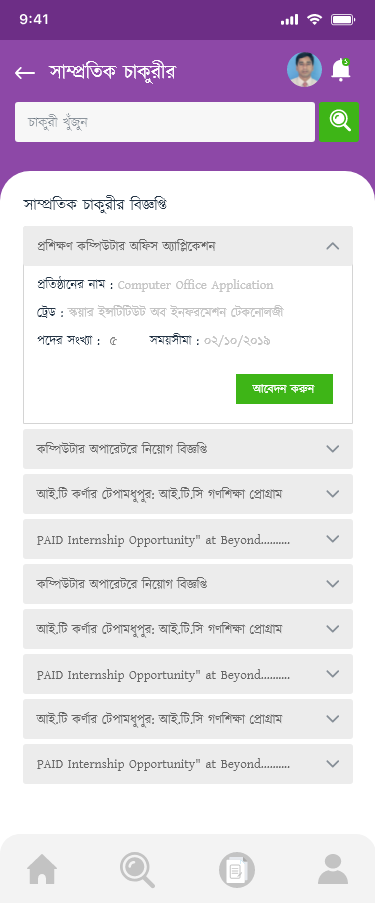 9:41
সাম্প্রতিক চাকুরীর
5
চাকুরী খুঁজুন
সাম্প্রতিক চাকুরীর বিজ্ঞপ্তি
প্রশিক্ষণ কম্পিউটার অফিস অ্যাপ্লিকেশন
প্রতিষ্ঠানের নাম : Computer Office Application
ট্রেড : স্কয়ার ইন্সটিটিউট অব ইনফরমেশন টেকনোলজী
পদের সংখ্যা : ৫ সময়সীমা : ০২/১০/২০১৯
আবেদন করুন
কম্পিউটার অপারেটরে নিয়োগ বিজ্ঞপ্তি
আই.টি কর্ণার টেপামধুপুর: আই.টি.সি গণশিক্ষা প্রোগ্রাম
PAID Internship Opportunity" at Beyond..........
কম্পিউটার অপারেটরে নিয়োগ বিজ্ঞপ্তি
আই.টি কর্ণার টেপামধুপুর: আই.টি.সি গণশিক্ষা প্রোগ্রাম
PAID Internship Opportunity" at Beyond..........
আই.টি কর্ণার টেপামধুপুর: আই.টি.সি গণশিক্ষা প্রোগ্রাম
PAID Internship Opportunity" at Beyond..........